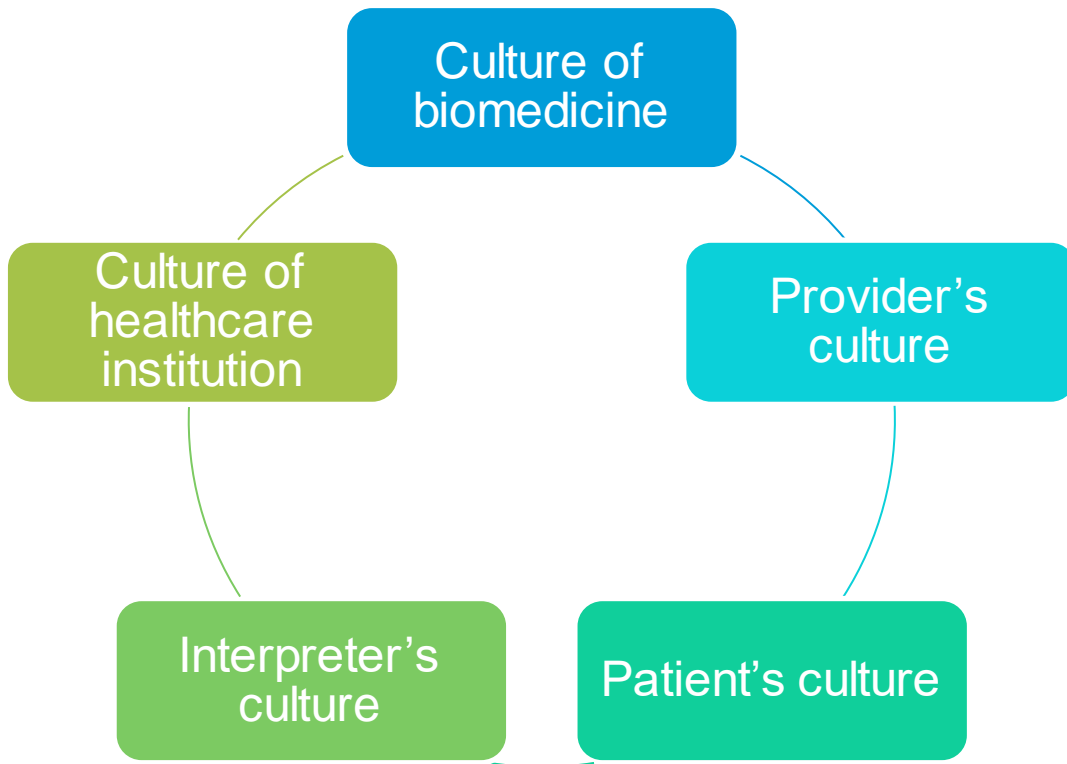 Culture of
biomedicine
Culture of
healthcare
institution
Provider’s
culture
Interpreter’s
culture
Patient’s culture